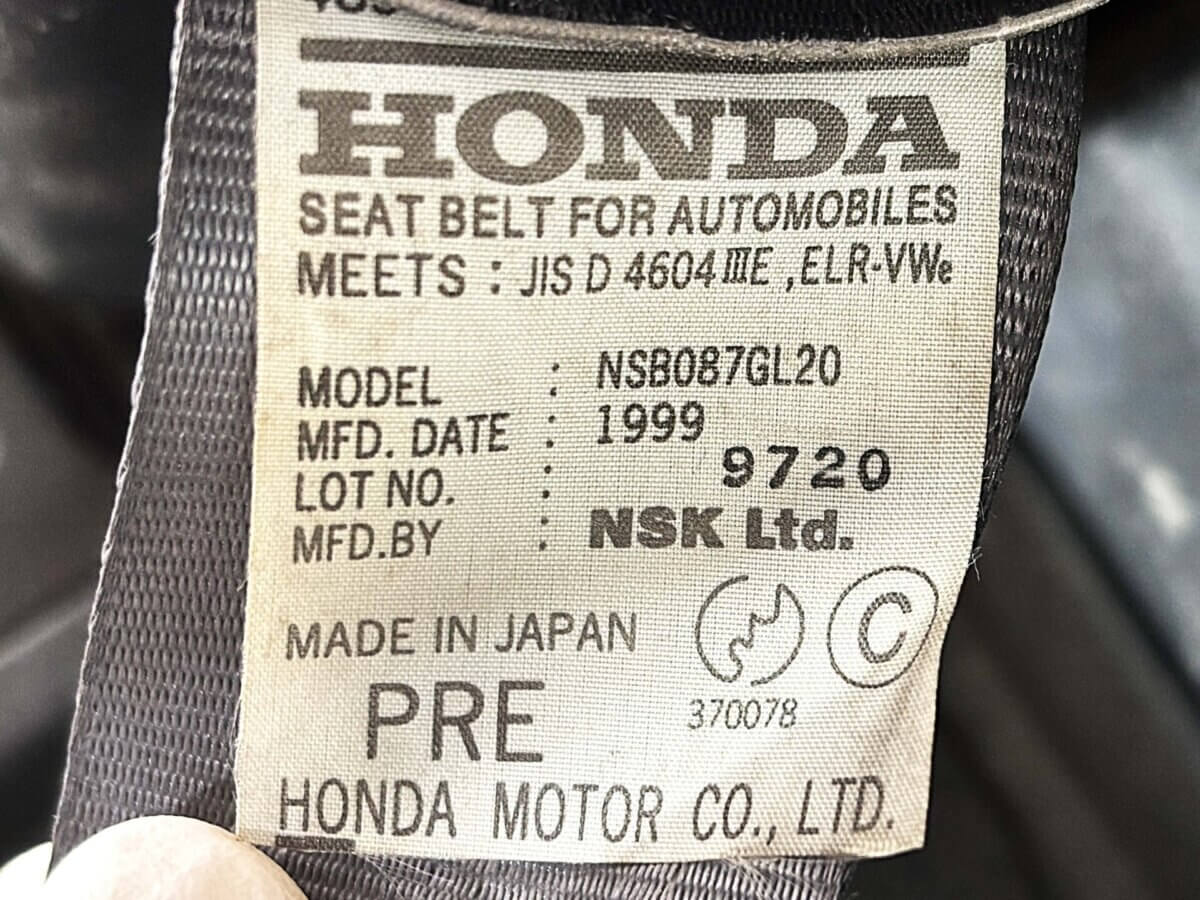 HONDA
SEAT BELT FOR AUTOMOBILES
MEETS : JIS D 4604 IIIE ,ELR-VWe
MODEL : NSB087GL20
MFD. DATE : 1999
LOT NO. : 9720
MFD.BY : NSK Ltd.
MADE IN JAPAN C
PRE 370078
HONDA MOTOR CO., LTD.